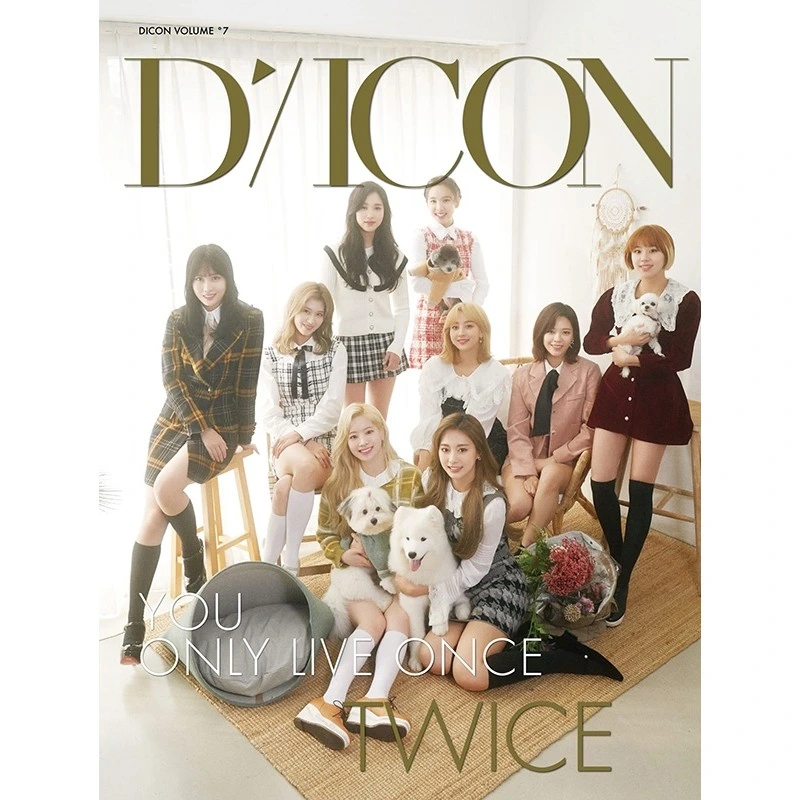 DICON VOLUME °7
D’/ICON
YOU
ONLY LIVE ONCE
TWICE